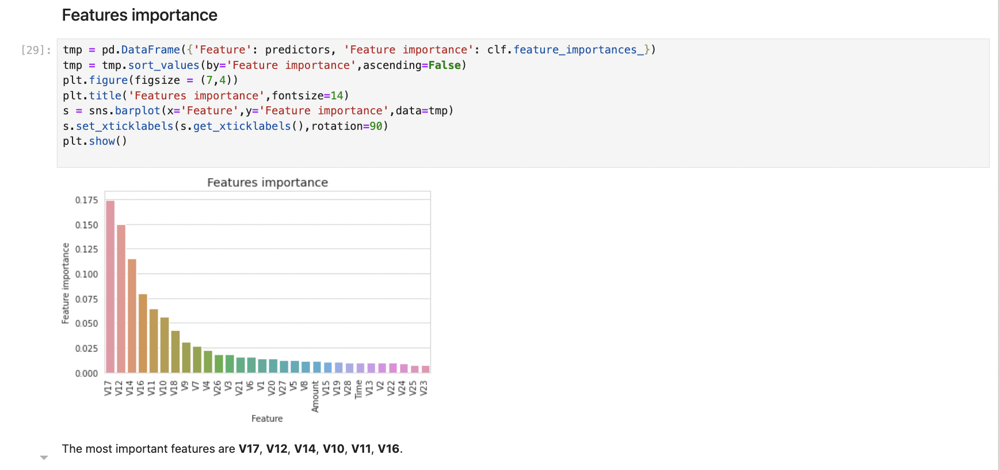 Features importance
[29]:
tmp = pd.DataFrame({'Feature': predictors, 'Feature importance': clf.feature_importances_})
tmp = tmp.sort_values(by='Feature importance',ascending=False)
plt.figure(figsize = (7,4))
plt.title('Features importance',fontsize=14)
s = sns.barplot(x='Feature',y='Feature importance',data=tmp)
s.set_xticklabels(s.get_xticklabels(),rotation=90)
plt.show()
Features importance
Feature importance
0.175
0.150
0.125
0.100
0.075
0.050
0.025
0.000
V17
V12
V14
V16
V11
V10
V18
V9
V7
V4
V26
V3
V21
V6
V1
V20
V27
V5
V8
Amount
V15
V19
V28
Time
V13
V2
V22
V24
V25
V23
Feature
The most important features are V17, V12, V14, V10, V11, V16.